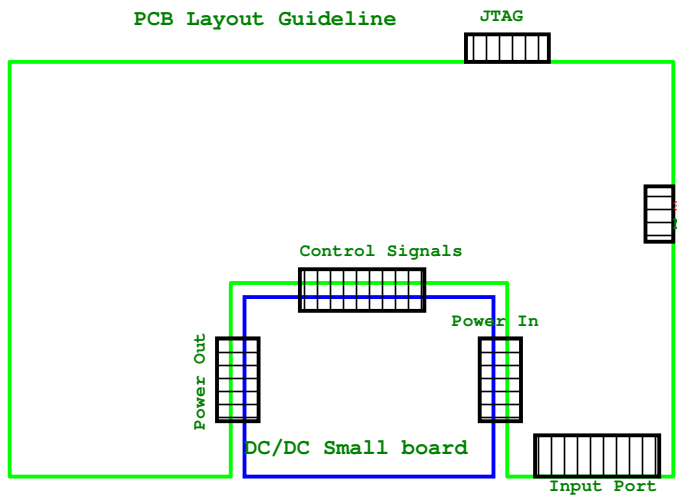 PCB Layout Guideline
JTAG
Control Signals
Power In
Power Out
DC/DC Small board
Input Port